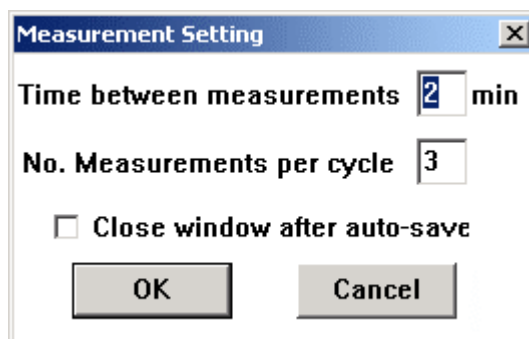 Measurement Setting
Time between measurements 2 min
No. Measurements per cycle 3
Close window after auto-save
OK Cancel